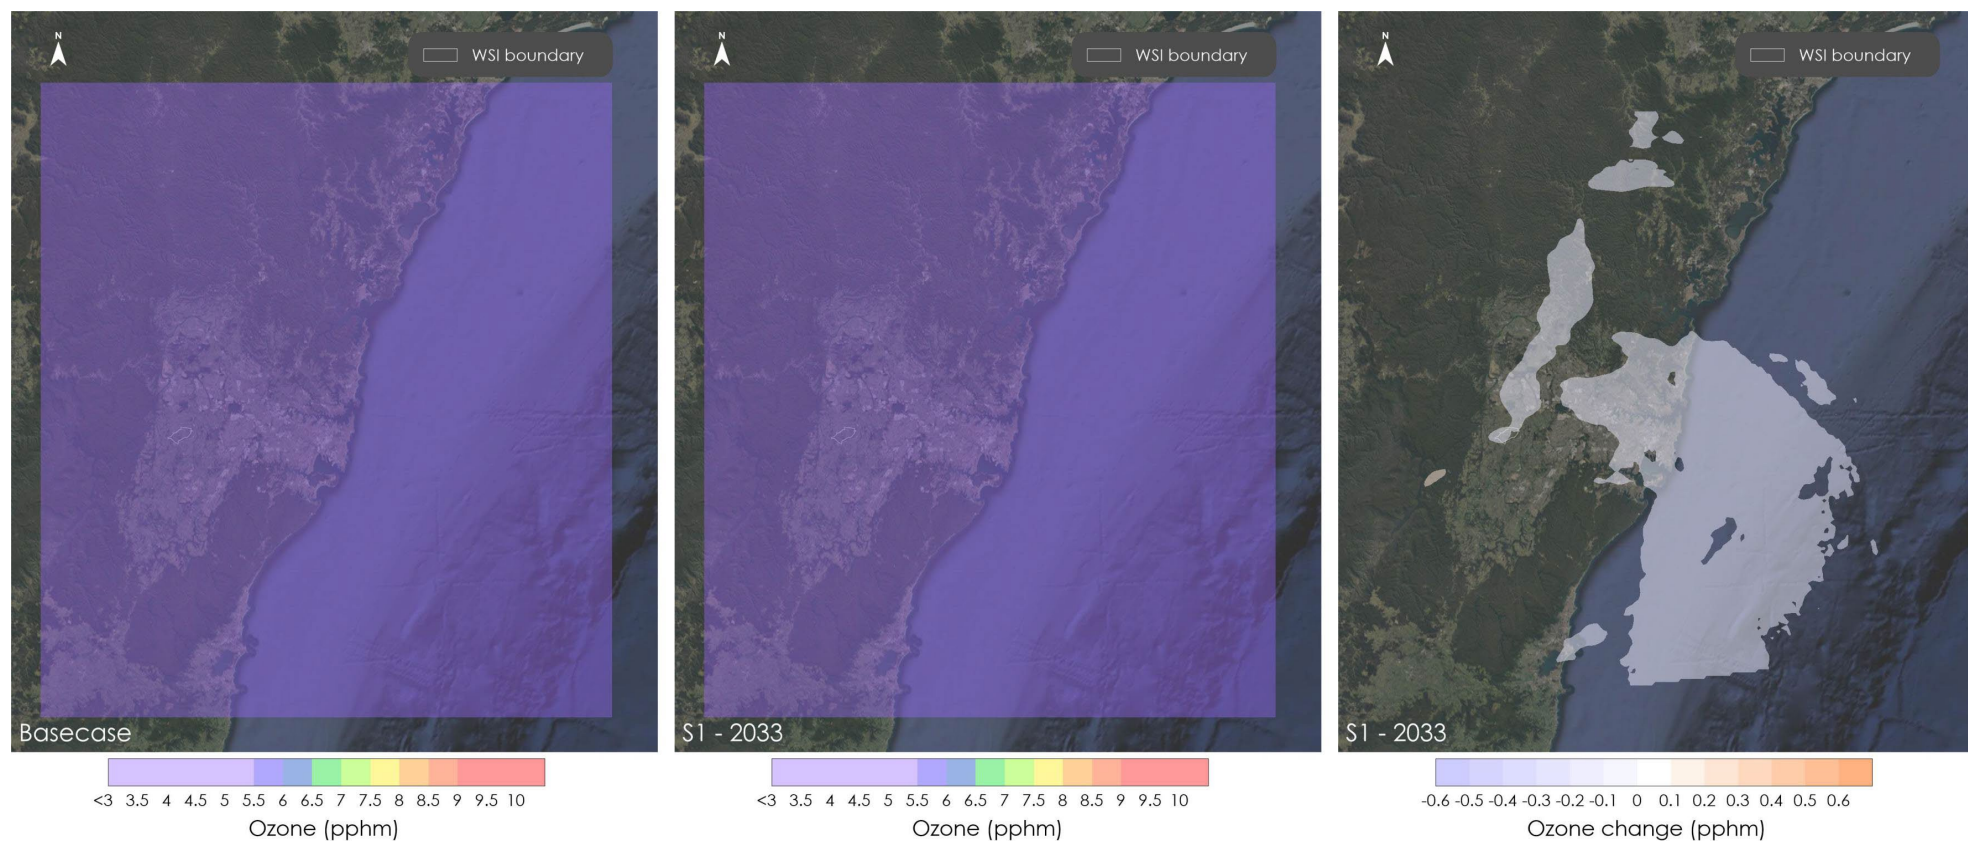 N
WSI boundary
N
WSI boundary
N
WSI boundary
Basecase
S1 - 2033
S1 - 2033
<3 3.5 4 4.5 5 5.5 6 6.5 7 7.5 8 8.5 9 9.5 10
Ozone (pphm)
<3 3.5 4 4.5 5 5.5 6 6.5 7 7.5 8 8.5 9 9.5 10
Ozone (pphm)
-0.6 -0.5 -0.4 -0.3 -0.2 -0.1 0 0.1 0.2 0.3 0.4 0.5 0.6
Ozone change (pphm)